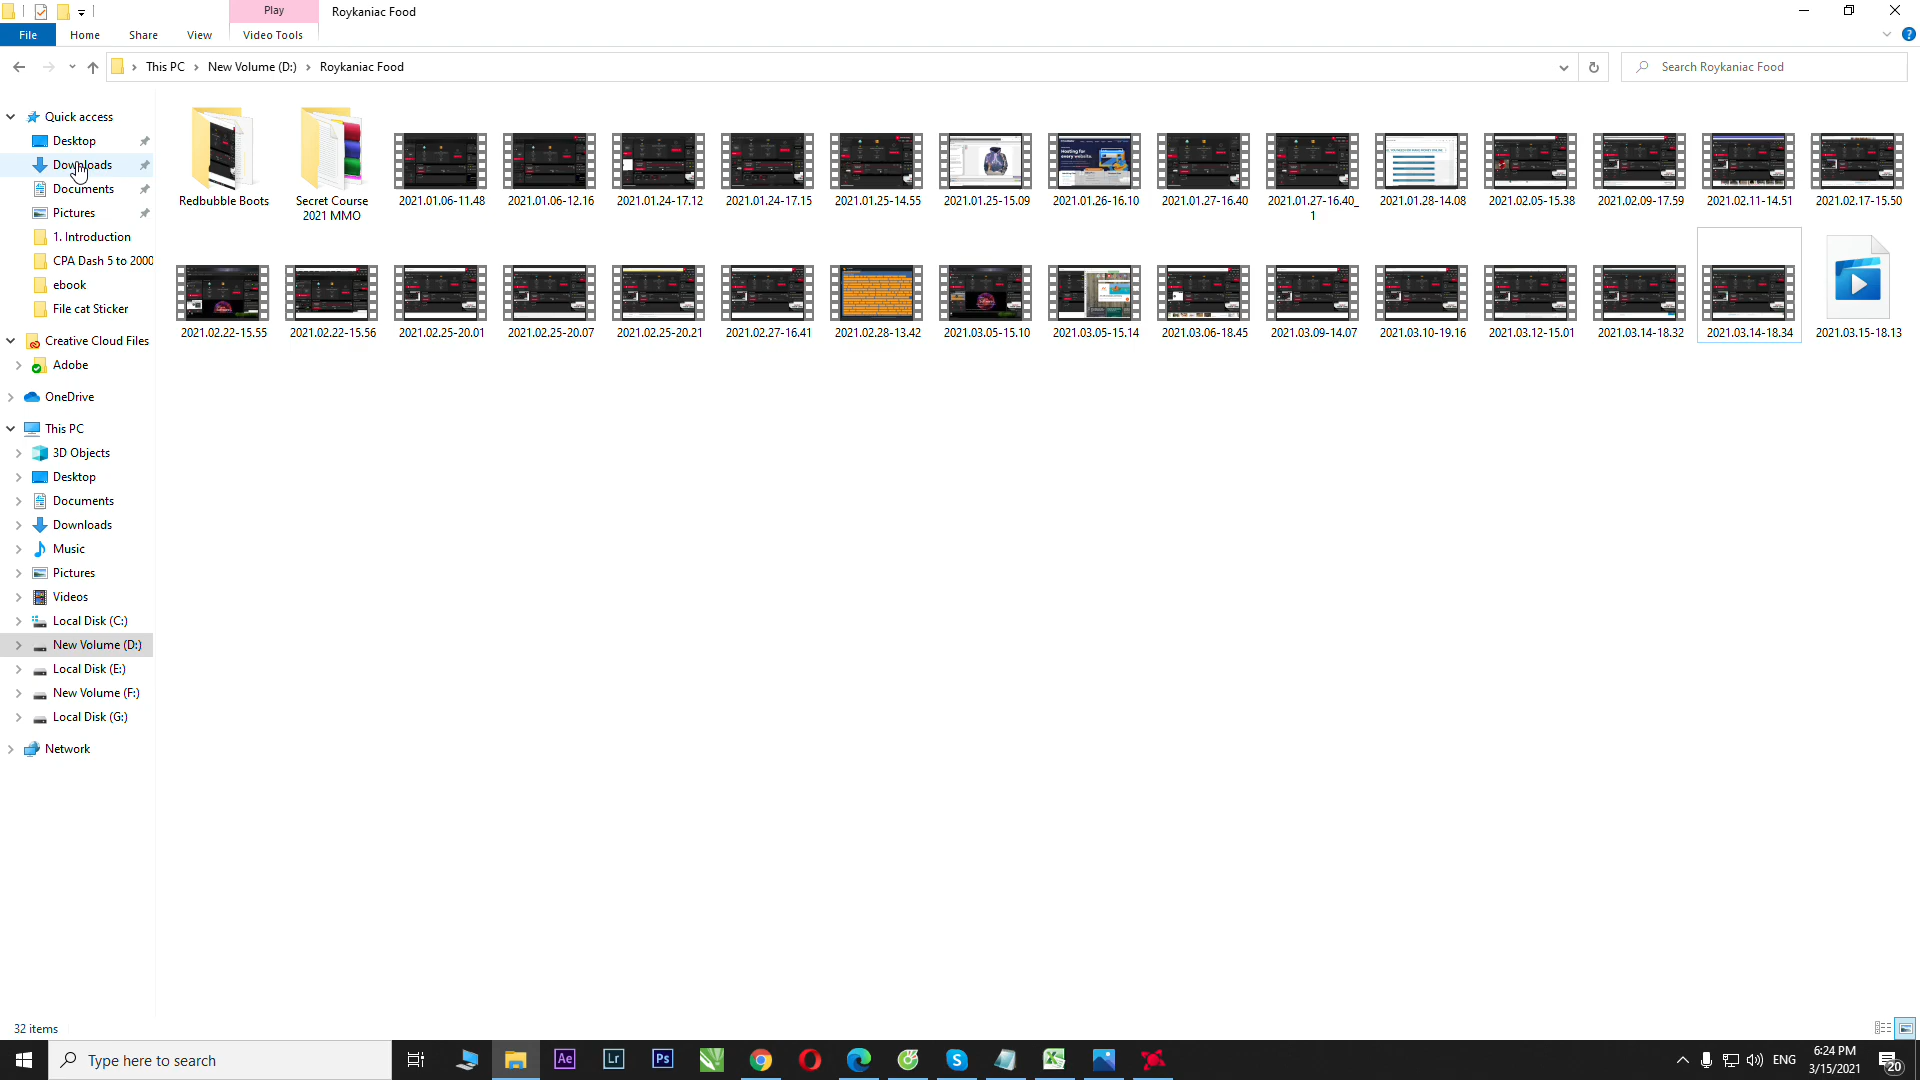 Play
Roykaniac Food
File
Home
Share
View
Video Tools
This PC
New Volume (D:)
Roykaniac Food
Search Roykaniac Food
Quick access
Desktop
Downloads
Documents
Pictures
1. Introduction
CPA Dash 5 to 2000
ebook
File cat Sticker
Creative Cloud Files
Adobe
OneDrive
This PC
3D Objects
Desktop
Documents
Downloads
Music
Pictures
Videos
Local Disk (C:)
New Volume (D:)
Local Disk (E:)
New Volume (F:)
Local Disk (G:)
Network
Redbubble Boots
Secret Course
2021 MMO
2021.01.06-11.48
2021.01.06-12.16
2021.01.24-17.12
2021.01.24-17.15
2021.01.25-14.55
2021.01.25-15.09
2021.01.26-16.10
2021.01.27-16.40
2021.01.27-16.40_
1
2021.01.28-14.08
2021.02.05-15.38
2021.02.09-17.59
2021.02.11-14.51
2021.02.17-15.50
2021.02.22-15.55
2021.02.22-15.56
2021.02.25-20.01
2021.02.25-20.07
2021.02.25-20.21
2021.02.27-16.41
2021.02.28-13.42
2021.03.05-15.10
2021.03.05-15.14
2021.03.06-18.45
2021.03.09-14.07
2021.03.10-19.16
2021.03.12-15.01
2021.03.14-18.32
2021.03.14-18.34
2021.03.15-18.13
Hosting for
every website.
32 items
Type here to search
Ae
Lr
Ps
ENG
6:24 PM
3/15/2021
20